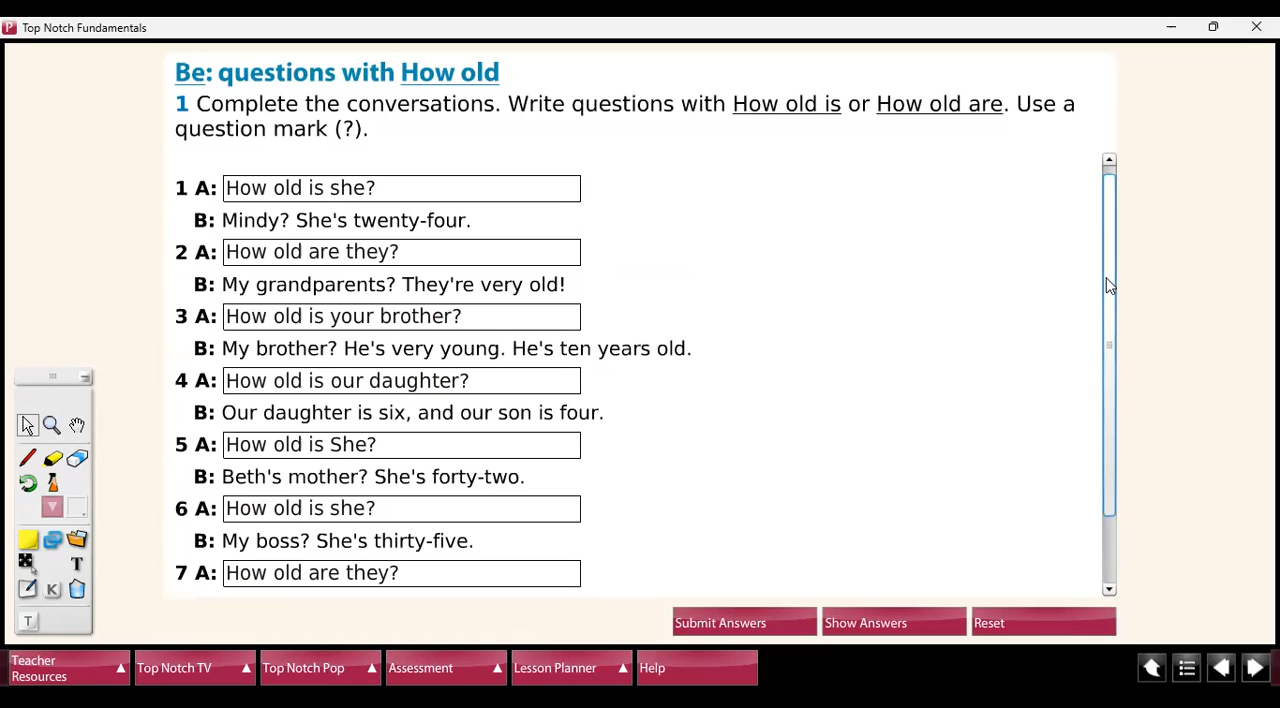 Top Notch Fundamentals
Be: questions with How old
1 Complete the conversations. Write questions with How old is or How old are. Use a
question mark (?).
1 A: How old is she?
B: Mindy? She's twenty-four.
2 A: How old are they?
B: My grandparents? They're very old!
3 A: How old is your brother?
B: My brother? He's very young. He's ten years old.
4 A: How old is our daughter?
B: Our daughter is six, and our son is four.
5 A: How old is She?
B: Beth's mother? She's forty-two.
6 A: How old is she?
B: My boss? She's thirty-five.
7 A: How old are they?
T
K
T
Submit Answers Show Answers Reset
Teacher
Resources Top Notch TV Top Notch Pop Assessment Lesson Planner Help